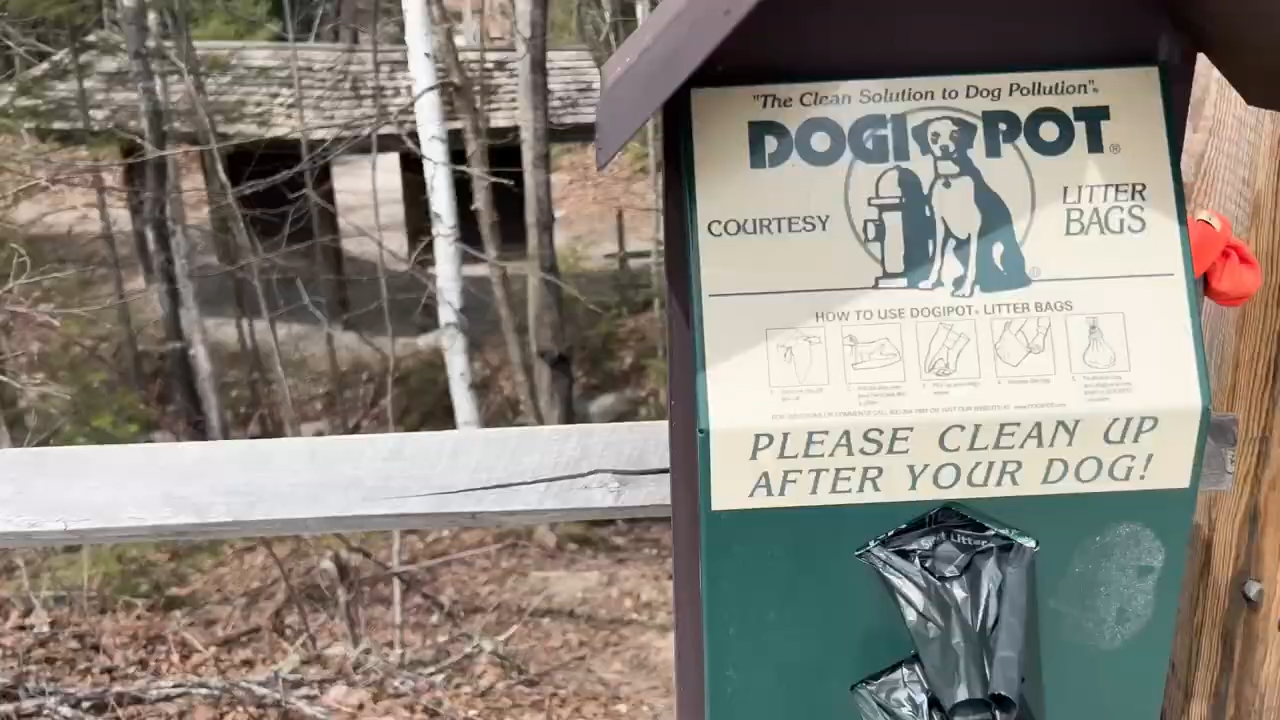 "The Clean Solution to Dog Pollution"®
DOGIPOT®
COURTESY
LITTER
BAGS
®
HOW TO USE DOGIPOT® LITTER BAGS
PLEASE CLEAN UP
AFTER YOUR DOG!
Litter